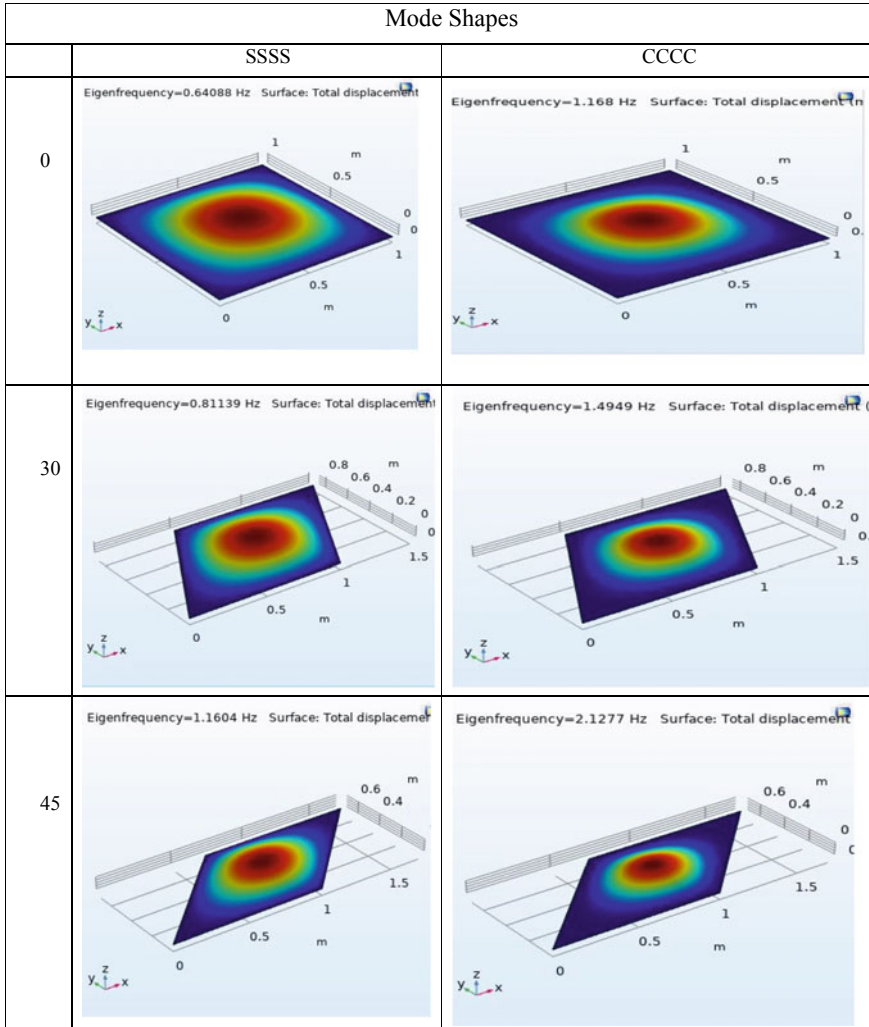 Mode Shapes
SSSS CCCC
0
Eigenfrequency=0.64088 Hz Surface: Total displacement
1
m
0.5
0
0
1
0.5
m
0
y z x
Eigenfrequency=1.168 Hz Surface: Total displacement (m
1
m
0.5
0
0.
1
0.5
m
0
y z x
30
Eigenfrequency=0.81139 Hz Surface: Total displacement
0.8 m
0.6
0.4
0.2
0
0
1.5
1
0.5
m
0
y z x
Eigenfrequency=1.4949 Hz Surface: Total displacement (
0.8 m
0.6
0.4
0.2
0
0.
1.5
1
0.5
m
0
y z x
45
Eigenfrequency=1.1604 Hz Surface: Total displacemen
m
0.6
0.4
1.5
1
0.5
m
0
y z x
Eigenfrequency=2.1277 Hz Surface: Total displacement
m
0.6
0.4
0
1.5
1
0.5
m
0
y z x